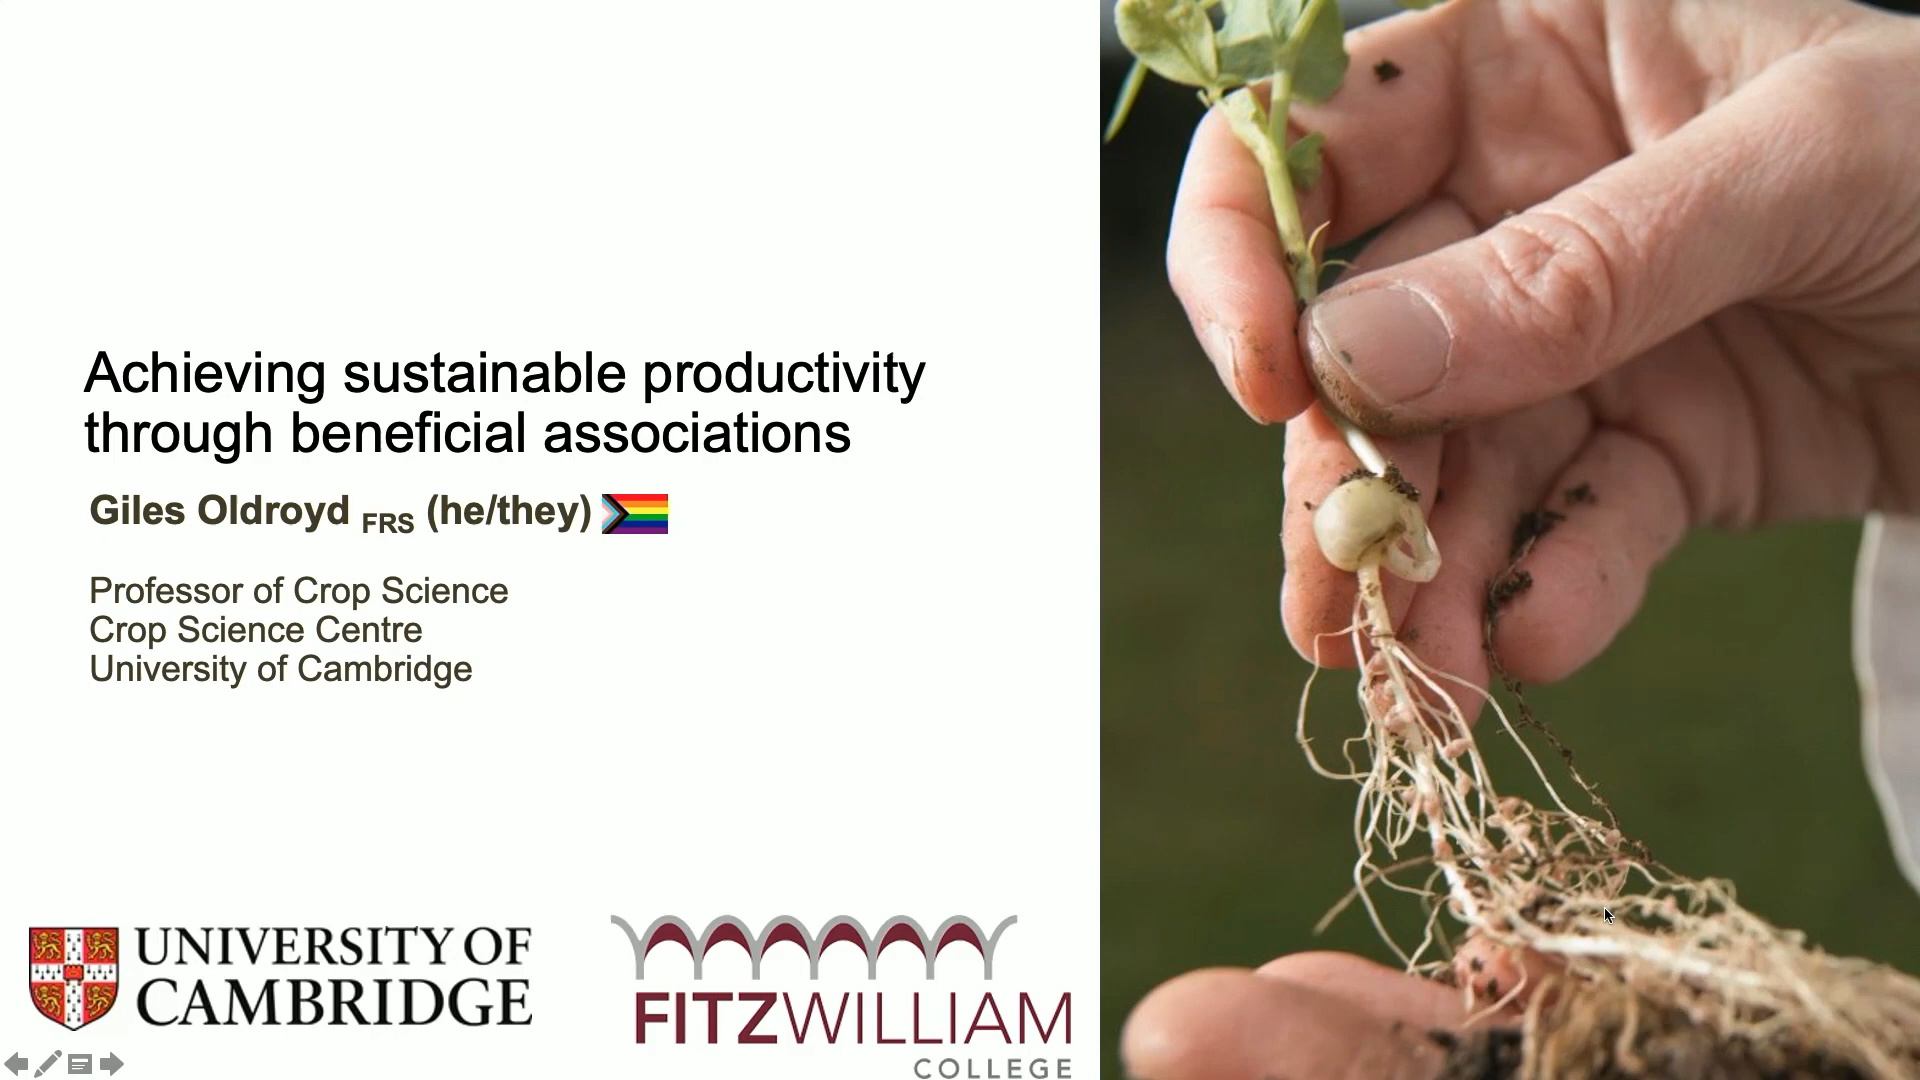 Achieving sustainable productivity
through beneficial associations
Giles Oldroyd FRS (he/they)
Professor of Crop Science
Crop Science Centre
University of Cambridge
UNIVERSITY OF
CAMBRIDGE
FITZWILLIAM
COLLEGE